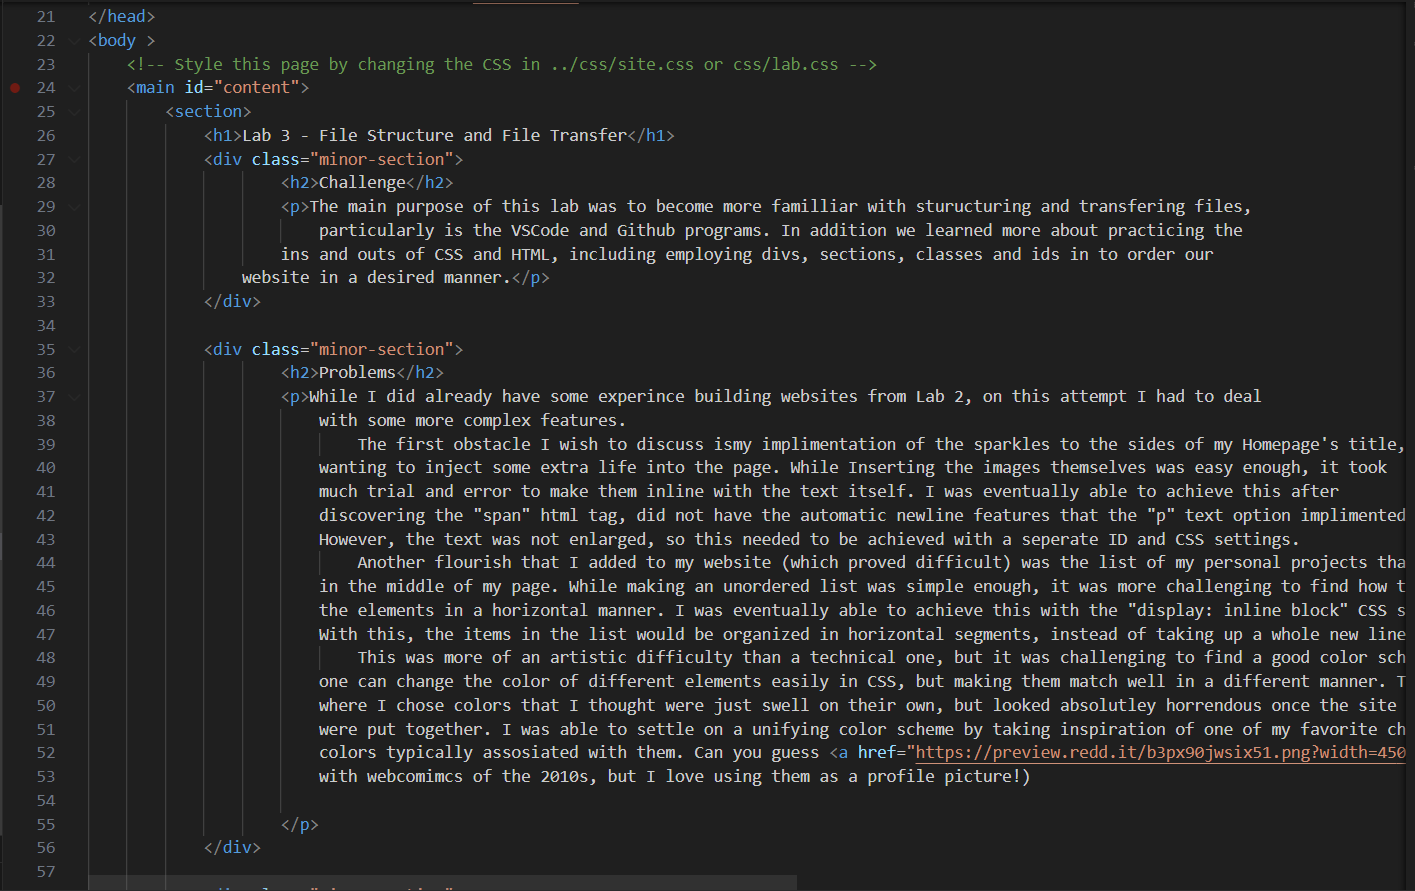 21 </head>
22 <body >
23 <!-- Style this page by changing the CSS in ../css/site.css or css/lab.css -->
24 <main id="content">
25 <section>
26 <h1>Lab 3 - File Structure and File Transfer</h1>
27 <div class="minor-section">
28 <h2>Challenge</h2>
29 <p>The main purpose of this lab was to become more familliar with sturucturing and transfering files,
30 particularly is the VSCode and Github programs. In addition we learned more about practicing the
31 ins and outs of CSS and HTML, including employing divs, sections, classes and ids in to order our
32 website in a desired manner.</p>
33 </div>
34
35 <div class="minor-section">
36 <h2>Problems</h2>
37 <p>While I did already have some experince building websites from Lab 2, on this attempt I had to deal
38 with some more complex features.
39 The first obstacle I wish to discuss ismy implimentation of the sparkles to the sides of my Homepage's title,
40 wanting to inject some extra life into the page. While Inserting the images themselves was easy enough, it took
41 much trial and error to make them inline with the text itself. I was eventually able to achieve this after
42 discovering the "span" html tag, did not have the automatic newline features that the "p" text option implimented
43 However, the text was not enlarged, so this needed to be achieved with a seperate ID and CSS settings.
44 Another flourish that I added to my website (which proved difficult) was the list of my personal projects tha
45 in the middle of my page. While making an unordered list was simple enough, it was more challenging to find how t
46 the elements in a horizontal manner. I was eventually able to achieve this with the "display: inline block" CSS s
47 With this, the items in the list would be organized in horizontal segments, instead of taking up a whole new line
48 This was more of an artistic difficulty than a technical one, but it was challenging to find a good color sch
49 one can change the color of different elements easily in CSS, but making them match well in a different manner. T
50 where I chose colors that I thought were just swell on their own, but looked absolutley horrendous once the site
51 were put together. I was able to settle on a unifying color scheme by taking inspiration of one of my favorite ch
52 colors typically assosiated with them. Can you guess <a href="https://preview.redd.it/b3px90jwsix51.png?width=450
53 with webcomimcs of the 2010s, but I love using them as a profile picture!)
54
55 </p>
56 </div>
57